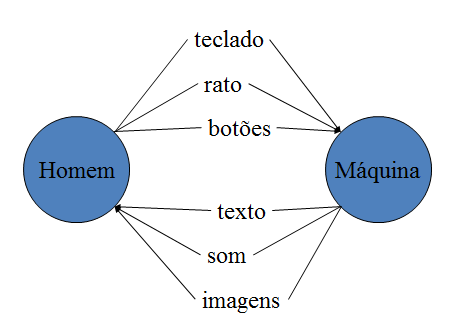 teclado
rato
botões
Homem
Máquina
texto
som
imagens